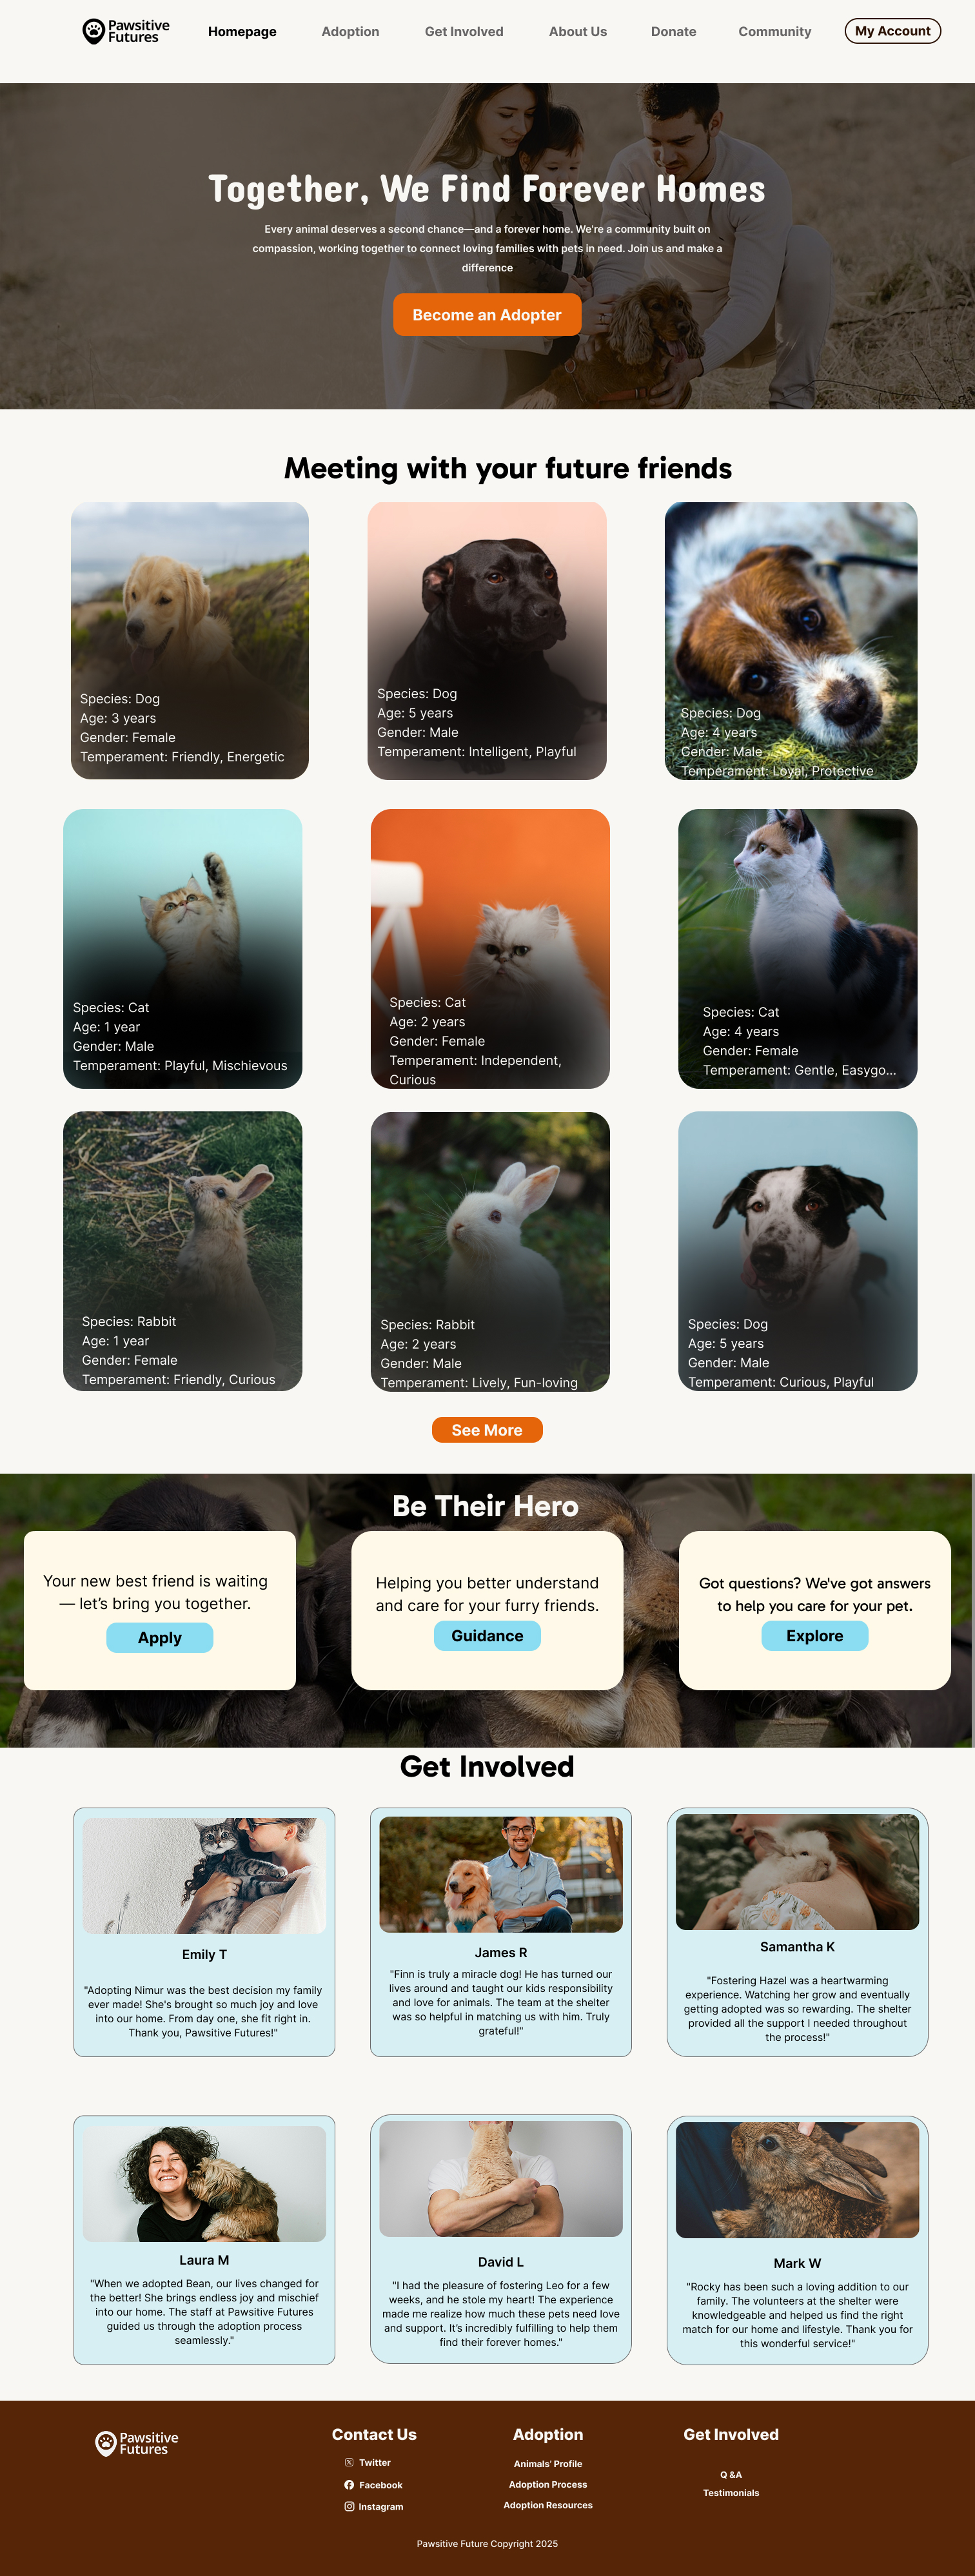 Pawsitive
Futures
Homepage
Adoption
Get Involved
About Us
Donate
Community
My Account
Together, We Find Forever Homes
Every animal deserves a second chance—and a forever home. We're a community built on
compassion, working together to connect loving families with pets in need. Join us and make a
difference
Become an Adopter
Meeting with your future friends
Species: Dog
Age: 3 years
Gender: Female
Temperament: Friendly, Energetic
Species: Dog
Age: 5 years
Gender: Male
Temperament: Intelligent, Playful
Species: Dog
Age: 4 years
Gender: Male
Temperament: Loyal, Protective
Species: Cat
Age: 1 year
Gender: Male
Temperament: Playful, Mischievous
Species: Cat
Age: 2 years
Gender: Female
Temperament: Independent,
Curious
Species: Cat
Age: 4 years
Gender: Female
Temperament: Gentle, Easygo...
Species: Rabbit
Age: 1 year
Gender: Female
Temperament: Friendly, Curious
Species: Rabbit
Age: 2 years
Gender: Male
Temperament: Lively, Fun-loving
Species: Dog
Age: 5 years
Gender: Male
Temperament: Curious, Playful
See More
Be Their Hero
Your new best friend is waiting
— let's bring you together.
Apply
Helping you better understand
and care for your furry friends.
Guidance
Got questions? We've got answers
to help you care for your pet.
Explore
Get Involved
Emily T
"Adopting Nimur was the best decision my family
ever made! She's brought so much joy and love
into our home. From day one, she fit right in.
Thank you, Pawsitive Futures!"
James R
"Finn is truly a miracle dog! He has turned our
lives around and taught our kids responsibility
and love for animals. The team at the shelter
was so helpful in matching us with him. Truly
grateful!"
Samantha K
"Fostering Hazel was a heartwarming
experience. Watching her grow and eventually
getting adopted was so rewarding. The shelter
provided all the support I needed throughout
the process!"
Laura M
"When we adopted Bean, our lives changed for
the better! She brings endless joy and mischief
into our home. The staff at Pawsitive Futures
guided us through the adoption process
seamlessly."
David L
"I had the pleasure of fostering Leo for a few
weeks, and he stole my heart! The experience
made me realize how much these pets need love
and support. It's incredibly fulfilling to help them
find their forever homes."
Mark W
"Rocky has been such a loving addition to our
family. The volunteers at the shelter were
knowledgeable and helped us find the right
match for our home and lifestyle. Thank you for
this wonderful service!"
Pawsitive
Futures
Contact Us
Twitter
Facebook
Instagram
Adoption
Animals' Profile
Adoption Process
Adoption Resources
Get Involved
Q &A
Testimonials
Pawsitive Future Copyright 2025